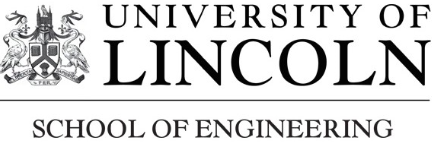 UNIVERSITY OF
LINCOLN
SCHOOL OF ENGINEERING